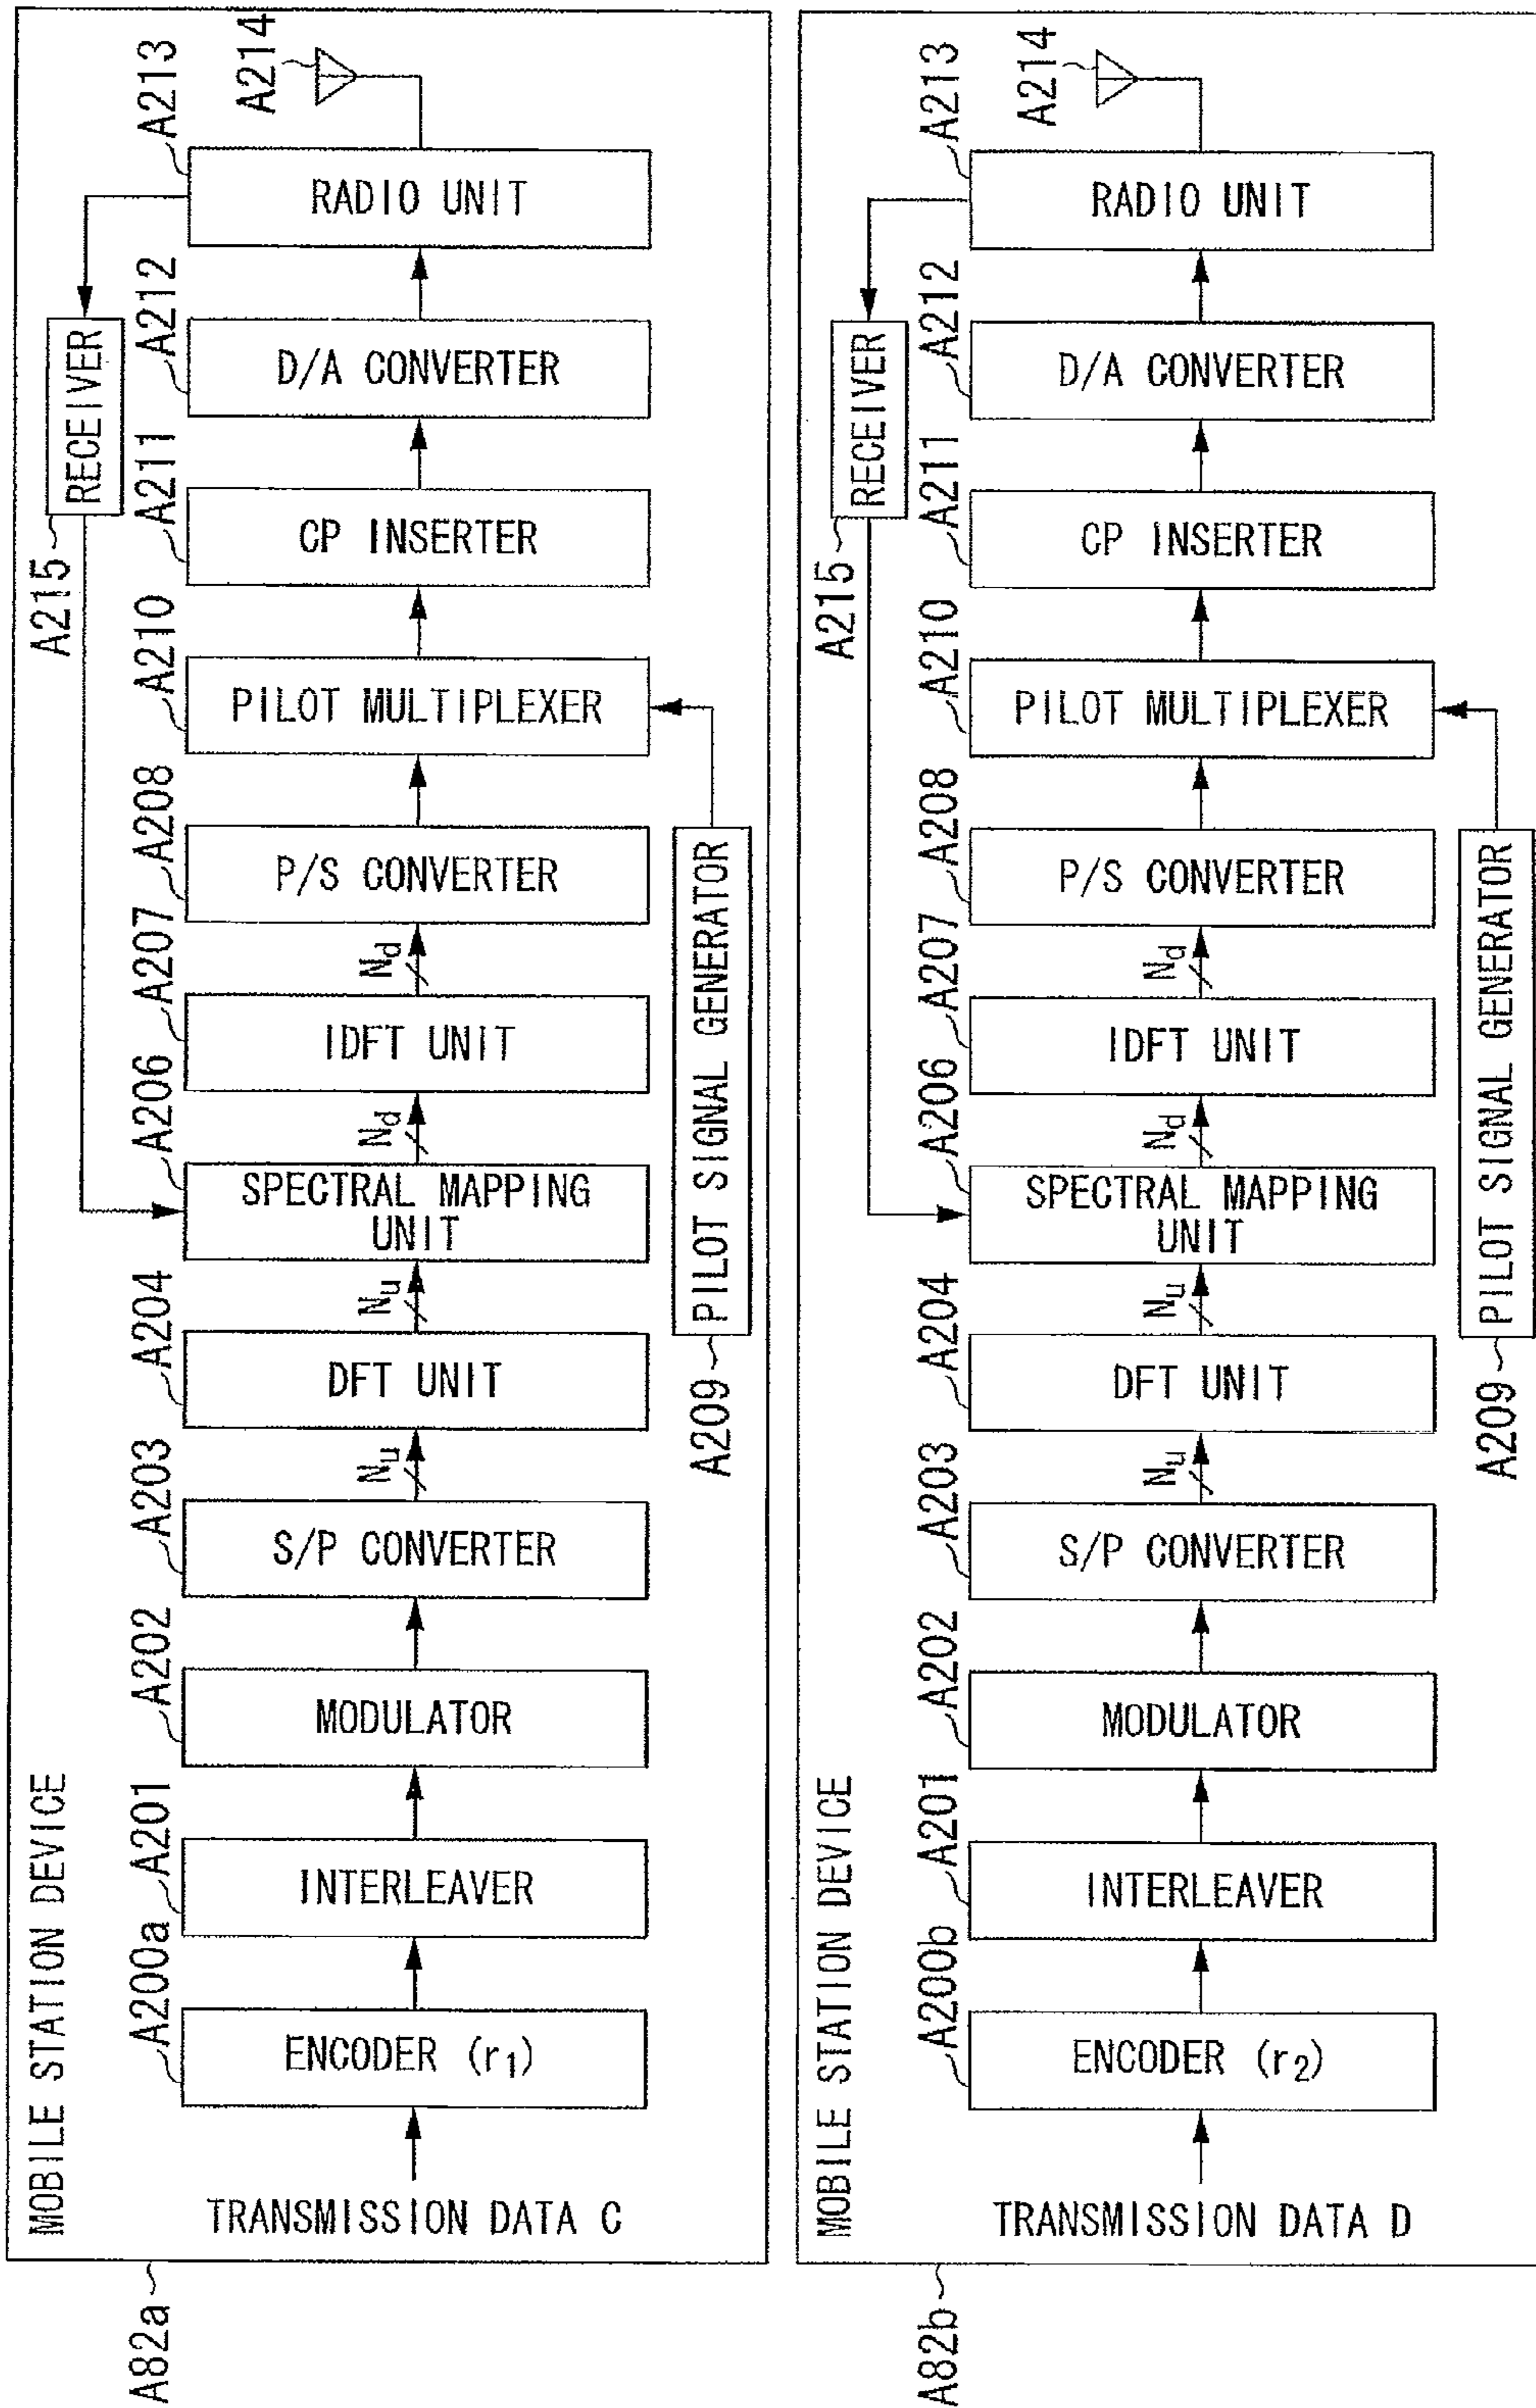 MOBILE STATION DEVICE
A82a
TRANSMISSION DATA C
A200a
ENCODER (r1)
A201
INTERLEAVER
A202
MODULATOR
A203
S/P CONVERTER
Nu
A204
DFT UNIT
Nu
A206
SPECTRAL MAPPING
UNIT
Nd
A207
IDFT UNIT
Nd
A208
P/S CONVERTER
A210
PILOT MULTIPLEXER
A211
CP INSERTER
A212
D/A CONVERTER
A213
RADIO UNIT
A214
A215
RECEIVER
A209
PILOT SIGNAL GENERATOR
MOBILE STATION DEVICE
A82b
TRANSMISSION DATA D
A200b
ENCODER (r2)
A201
INTERLEAVER
A202
MODULATOR
A203
S/P CONVERTER
Nu
A204
DFT UNIT
Nu
A206
SPECTRAL MAPPING
UNIT
Nd
A207
IDFT UNIT
Nd
A208
P/S CONVERTER
A210
PILOT MULTIPLEXER
A211
CP INSERTER
A212
D/A CONVERTER
A213
RADIO UNIT
A214
A215
RECEIVER
A209
PILOT SIGNAL GENERATOR